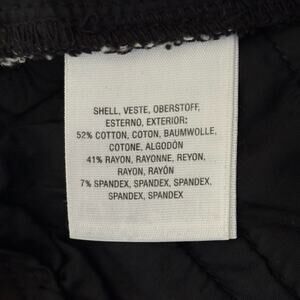 SHELL, VESTE, OBERSTOFF,
ESTERNO, EXTERIOR:
52% COTTON, COTON, BAUMWOLLE,
COTONE, ALGODÓN
41% RAYON, RAYONNE, REYON,
RAYON, RAYÓN
7% SPANDEX, SPANDEX, SPANDEX,
SPANDEX, SPANDEX